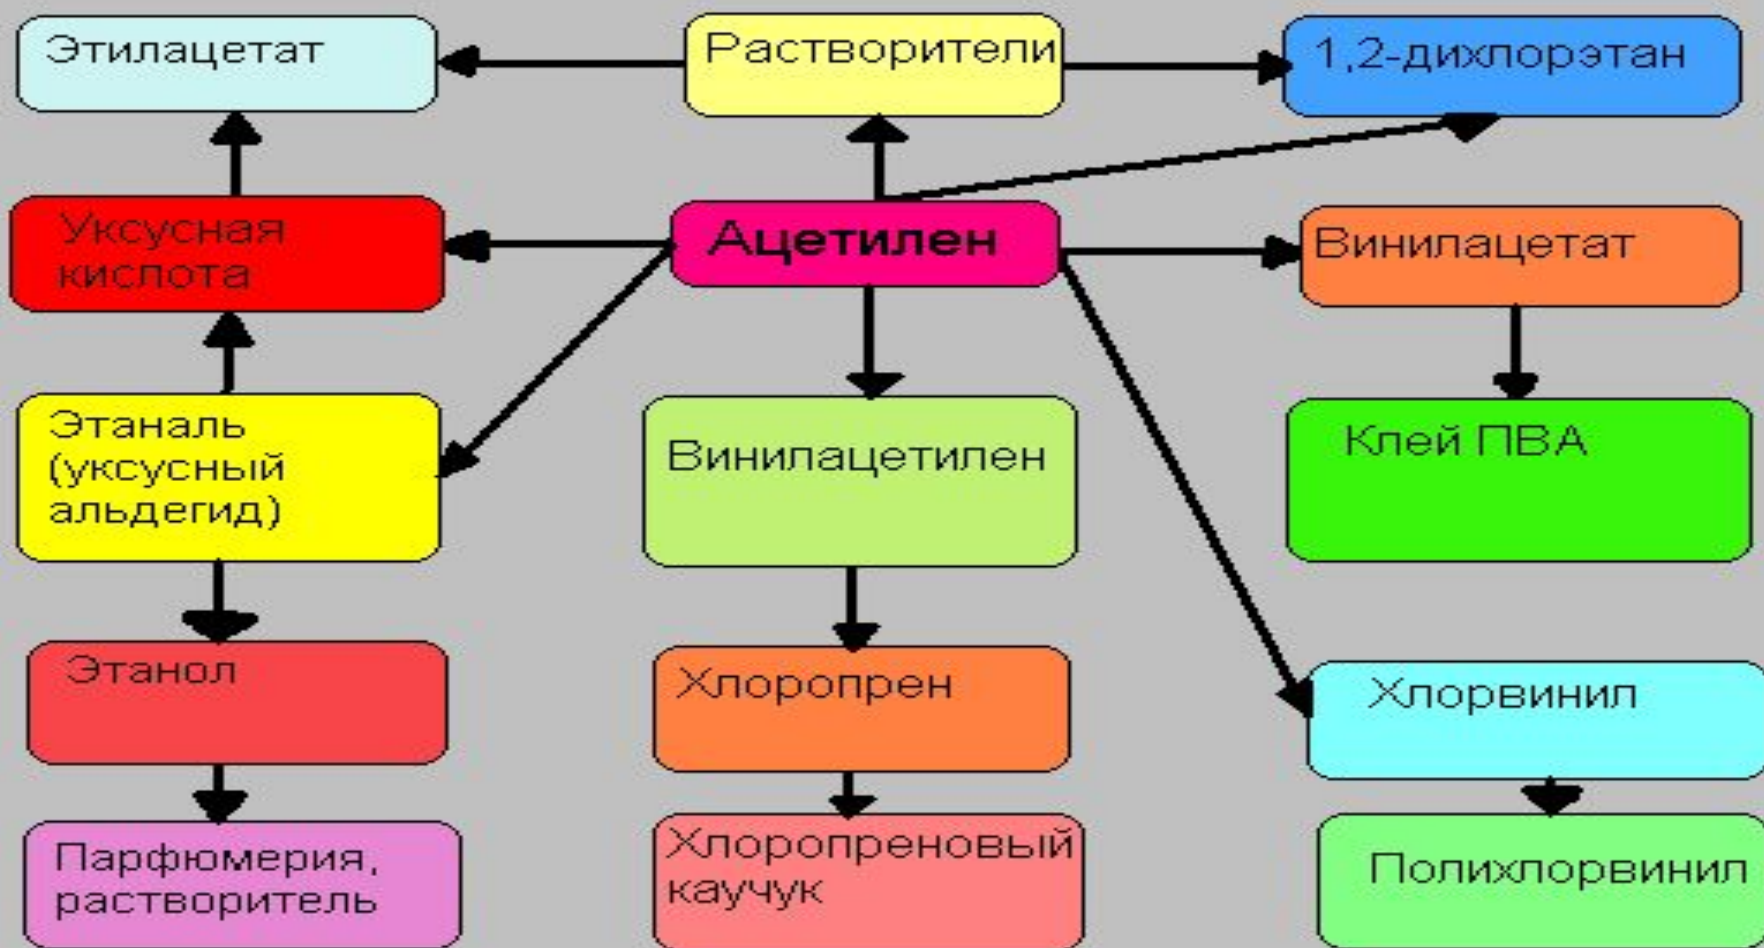 Этилацетат
Растворители
1,2-дихлорэтан
Уксусная
кислота
Ацетилен
Винилацетат
Этаналь
(уксусный
альдегид)
Винилацетилен
Клей ПВА
Этанол
Хлоропрен
Хлорвинил
Парфюмерия,
растворитель
Хлоропреновый
каучук
Полихлорвинил